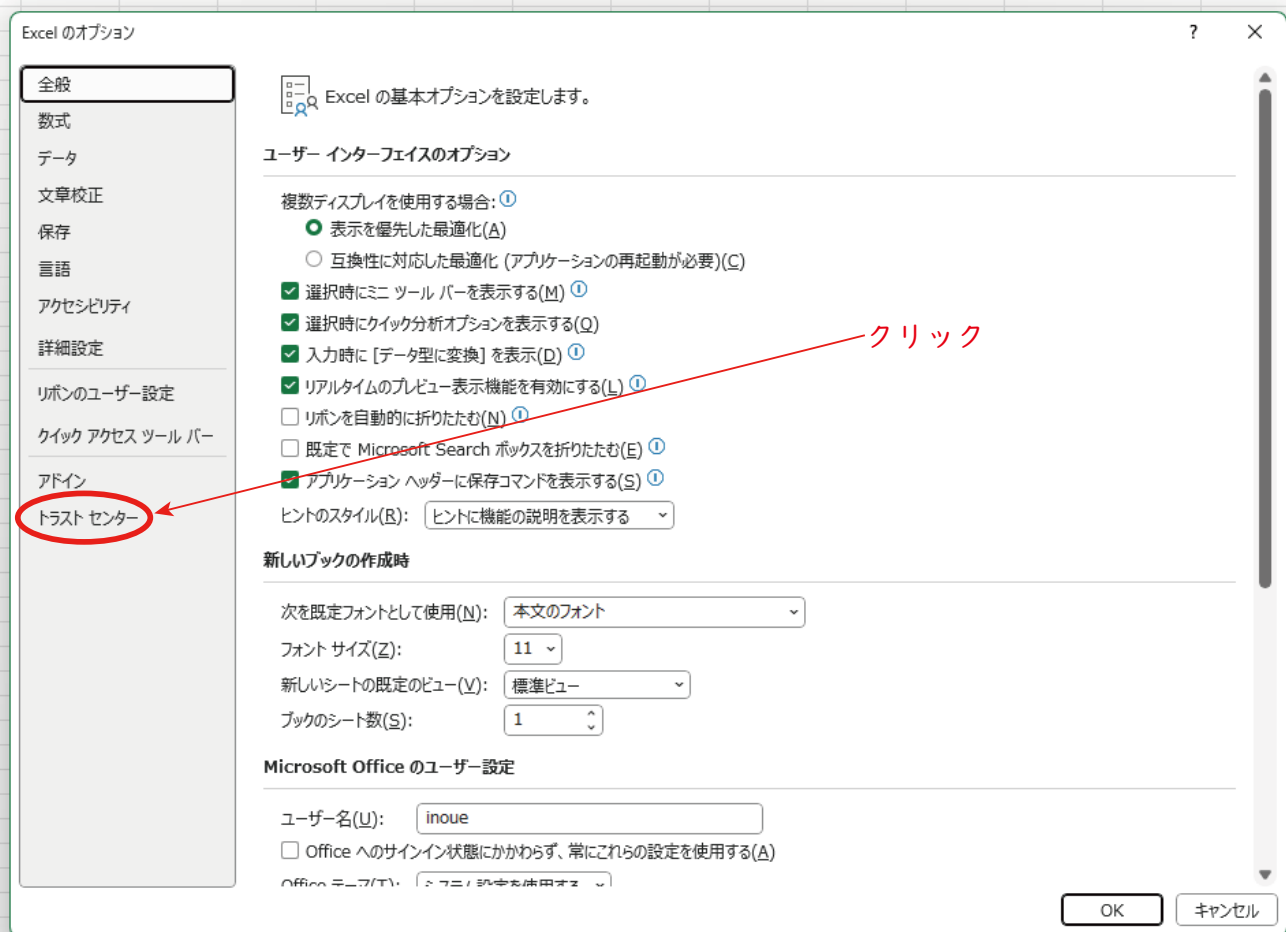 Excel のオプション
?
全般
数式
データ
文章校正
保存
言語
アクセシビリティ
詳細設定
リボンのユーザー設定
クイック アクセス ツール バー
アドイン
トラスト センター
Excel の基本オプションを設定します。
ユーザー インターフェイスのオプション
複数ディスプレイを使用する場合:
表示を優先した最適化(A)
互換性に対応した最適化 (アプリケーションの再起動が必要)(C)
選択時にミニ ツール バーを表示する(M)
選択時にクイック分析オプションを表示する(Q)
クリック
入力時に [データ型に変換] を表示(D)
リアルタイムのプレビュー表示機能を有効にする(L)
リボンを自動的に折りたたむ(N)
既定で Microsoft Search ボックスを折りたたむ(E)
アプリケーション ヘッダーに保存コマンドを表示する(S)
ヒントのスタイル(R): ヒントに機能の説明を表示する
新しいブックの作成時
次を既定フォントとして使用(N): 本文のフォント
フォント サイズ(Z): 11
新しいシートの既定のビュー(V): 標準ビュー
ブックのシート数(S): 1
Microsoft Office のユーザー設定
ユーザー名(U): inoue
Office へのサインイン状態にかかわらず、常にこれらの設定を使用する(A)
Office テーマ(T): システム設定を使用する
OK キャンセル